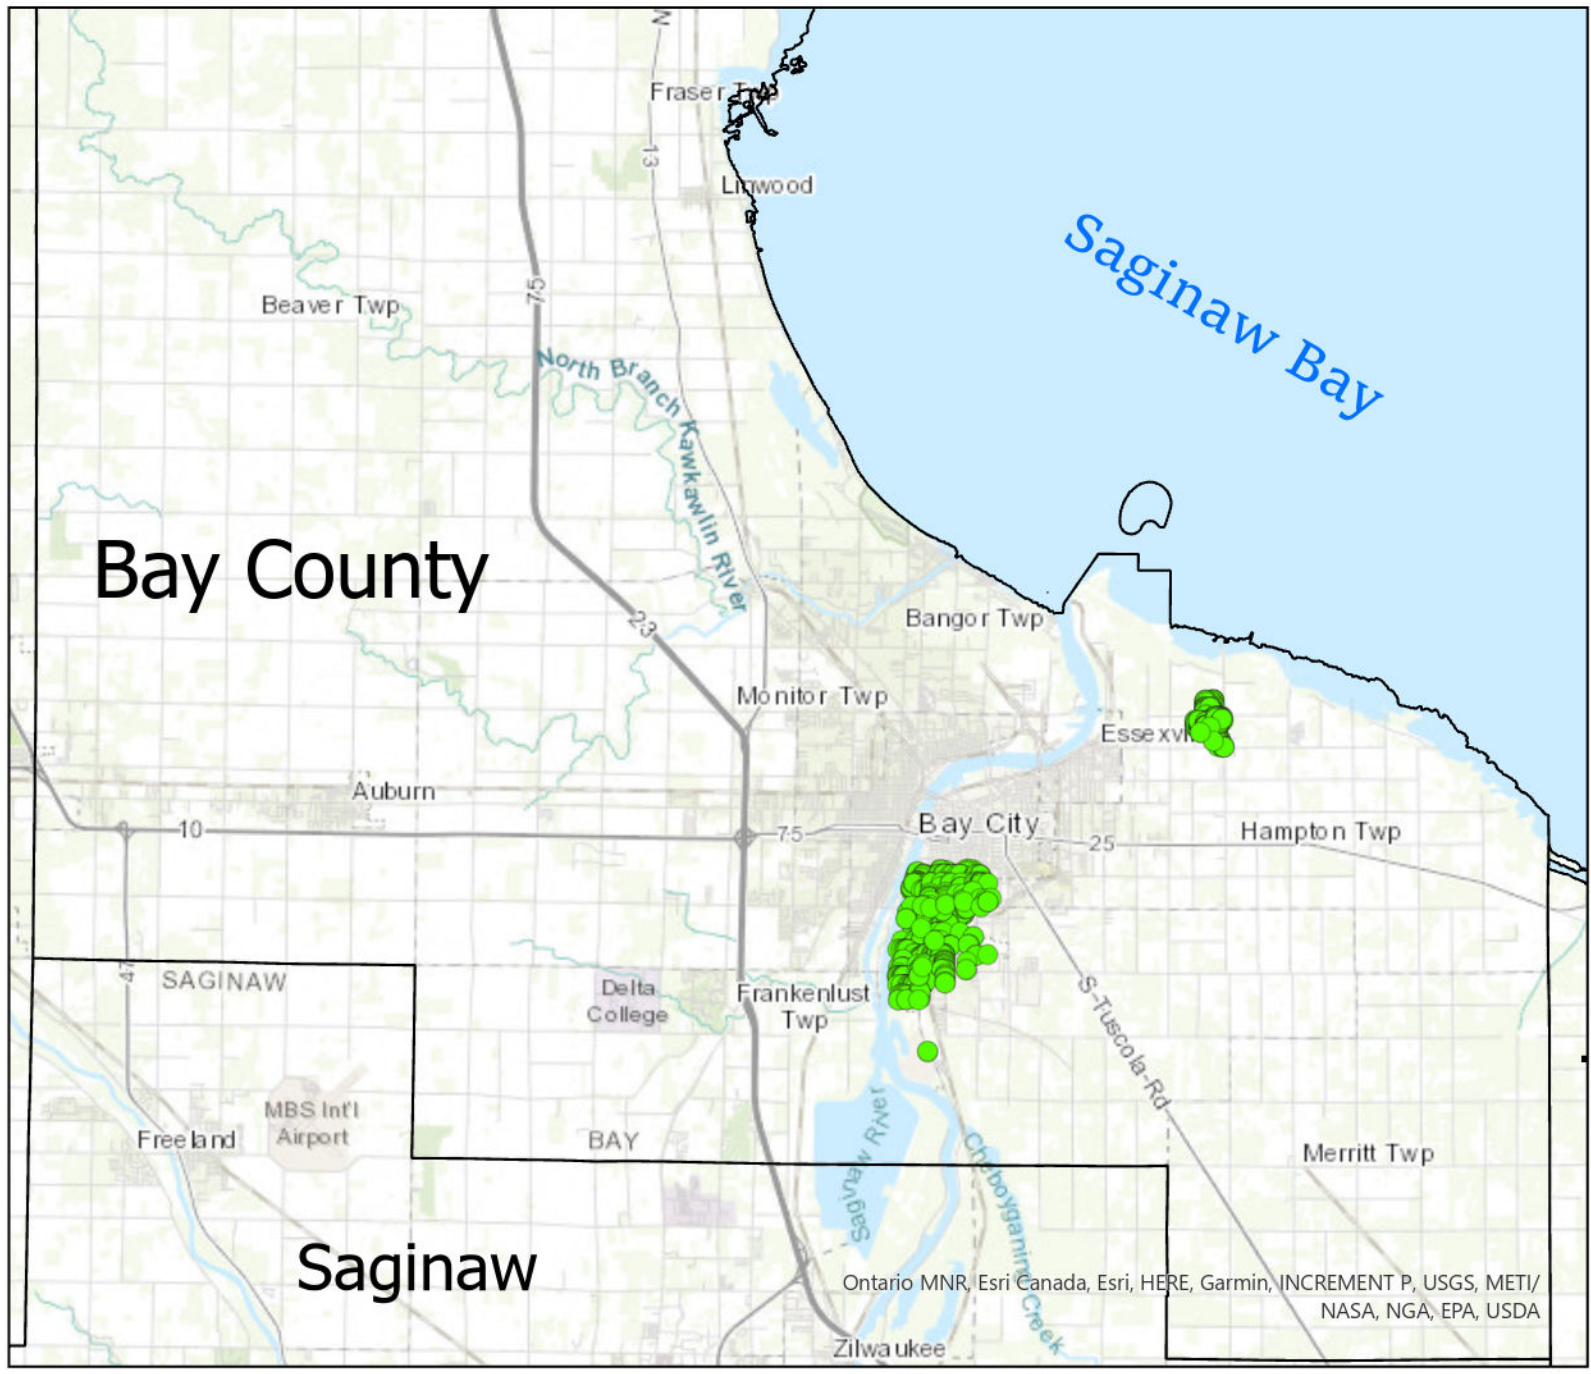 Fraser Twp
13
Linwood
Saginaw Bay
75
Beaver Twp
North Branch Kawkawlin River
Bay County
23
Bangor Twp
Monitor Twp
Auburn
10
75
Bay City
25
Hampton Twp
47
SAGINAW
Delta
College
Frankenlust
Twp
S-Tuscola-Rd
MBS Int'l
Airport
Freeland
BAY
Saginaw River
Cheboyganing Creek
Merritt Twp
Saginaw
Ontario MNR, Esri Canada, Esri, HERE, Garmin, INCREMENT P, USGS, METI/
NASA, NGA, EPA, USDA
Zilwaukee